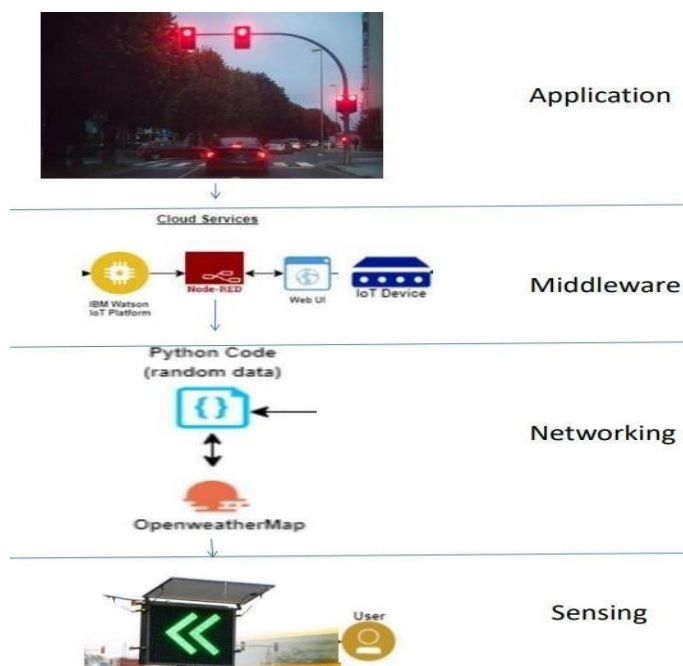 Application
Cloud Services
IBM Watson
IoT Platform
Node-RED
Web UI
IoT Device
Middleware
Python Code
(random data)
{ }
OpenweatherMap
Networking
User
Sensing